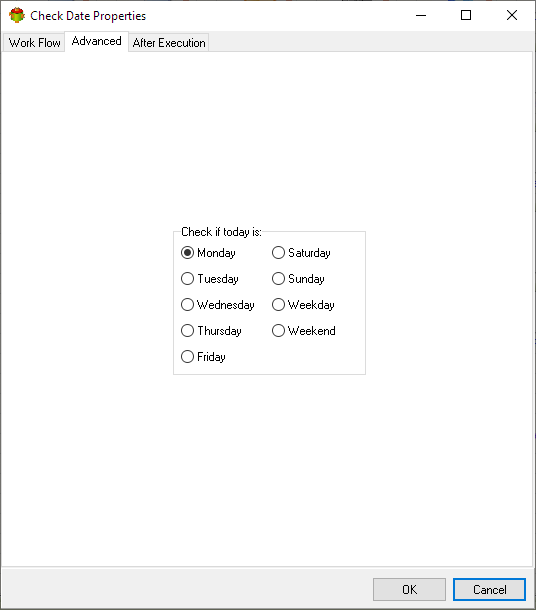 Check Date Properties
Work Flow Advanced After Execution
Check if today is:
Monday Saturday
Tuesday Sunday
Wednesday Weekday
Thursday Weekend
Friday
OK Cancel